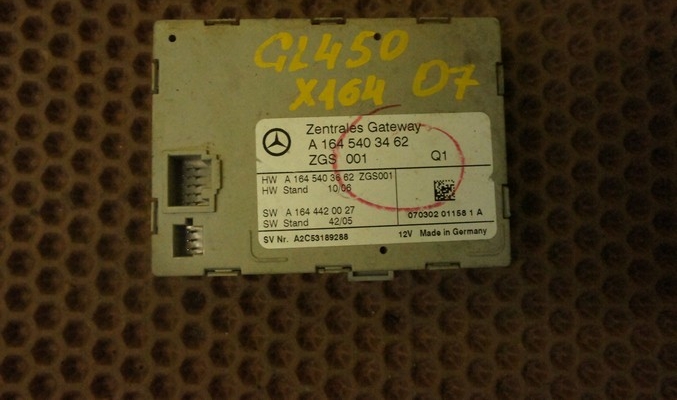 GL450
X164 07
Zentrales Gateway
A 164 540 34 62
ZGS 001 Q1
HW A 164 540 36 62 ZGS001
HW Stand 10/06
SW A 164 442 00 27
SW Stand 42/05
070302 01158 1 A
SV Nr. A2C53189288 12V Made in Germany